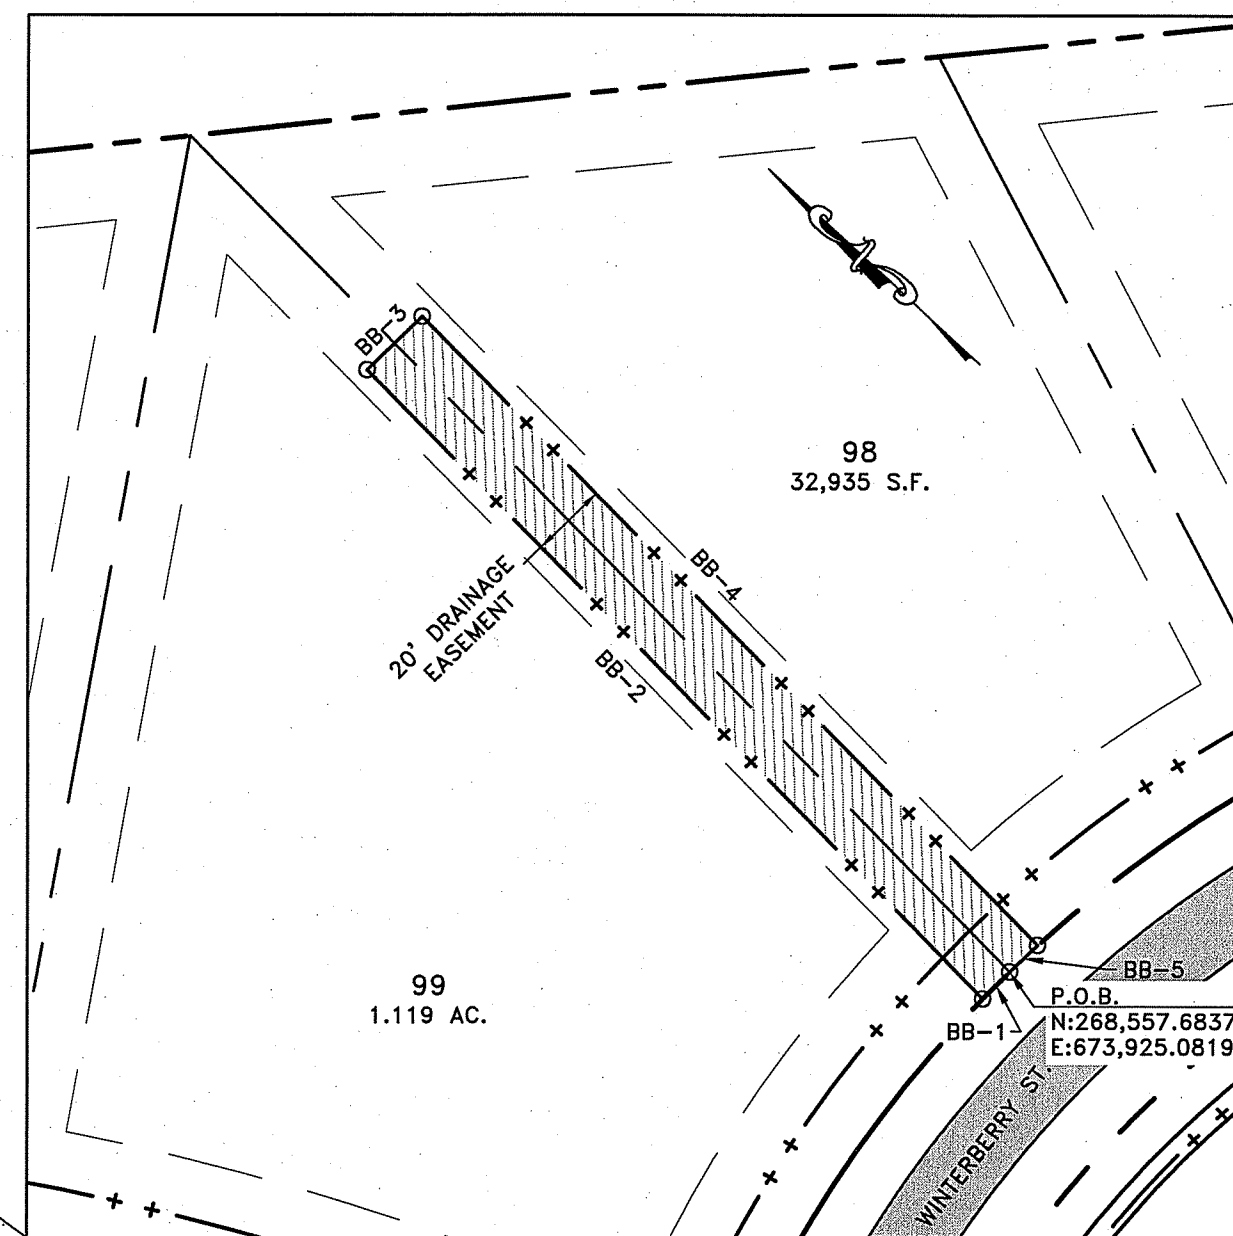 BB-3
98
32,935 S.F.
20' DRAINAGE
EASEMENT
BB-4
BB-2
99
1.119 AC.
BB-5
P.O.B.
N:268,557.6837
E:673,925.0819
BB-1
WINTERBERRY ST.